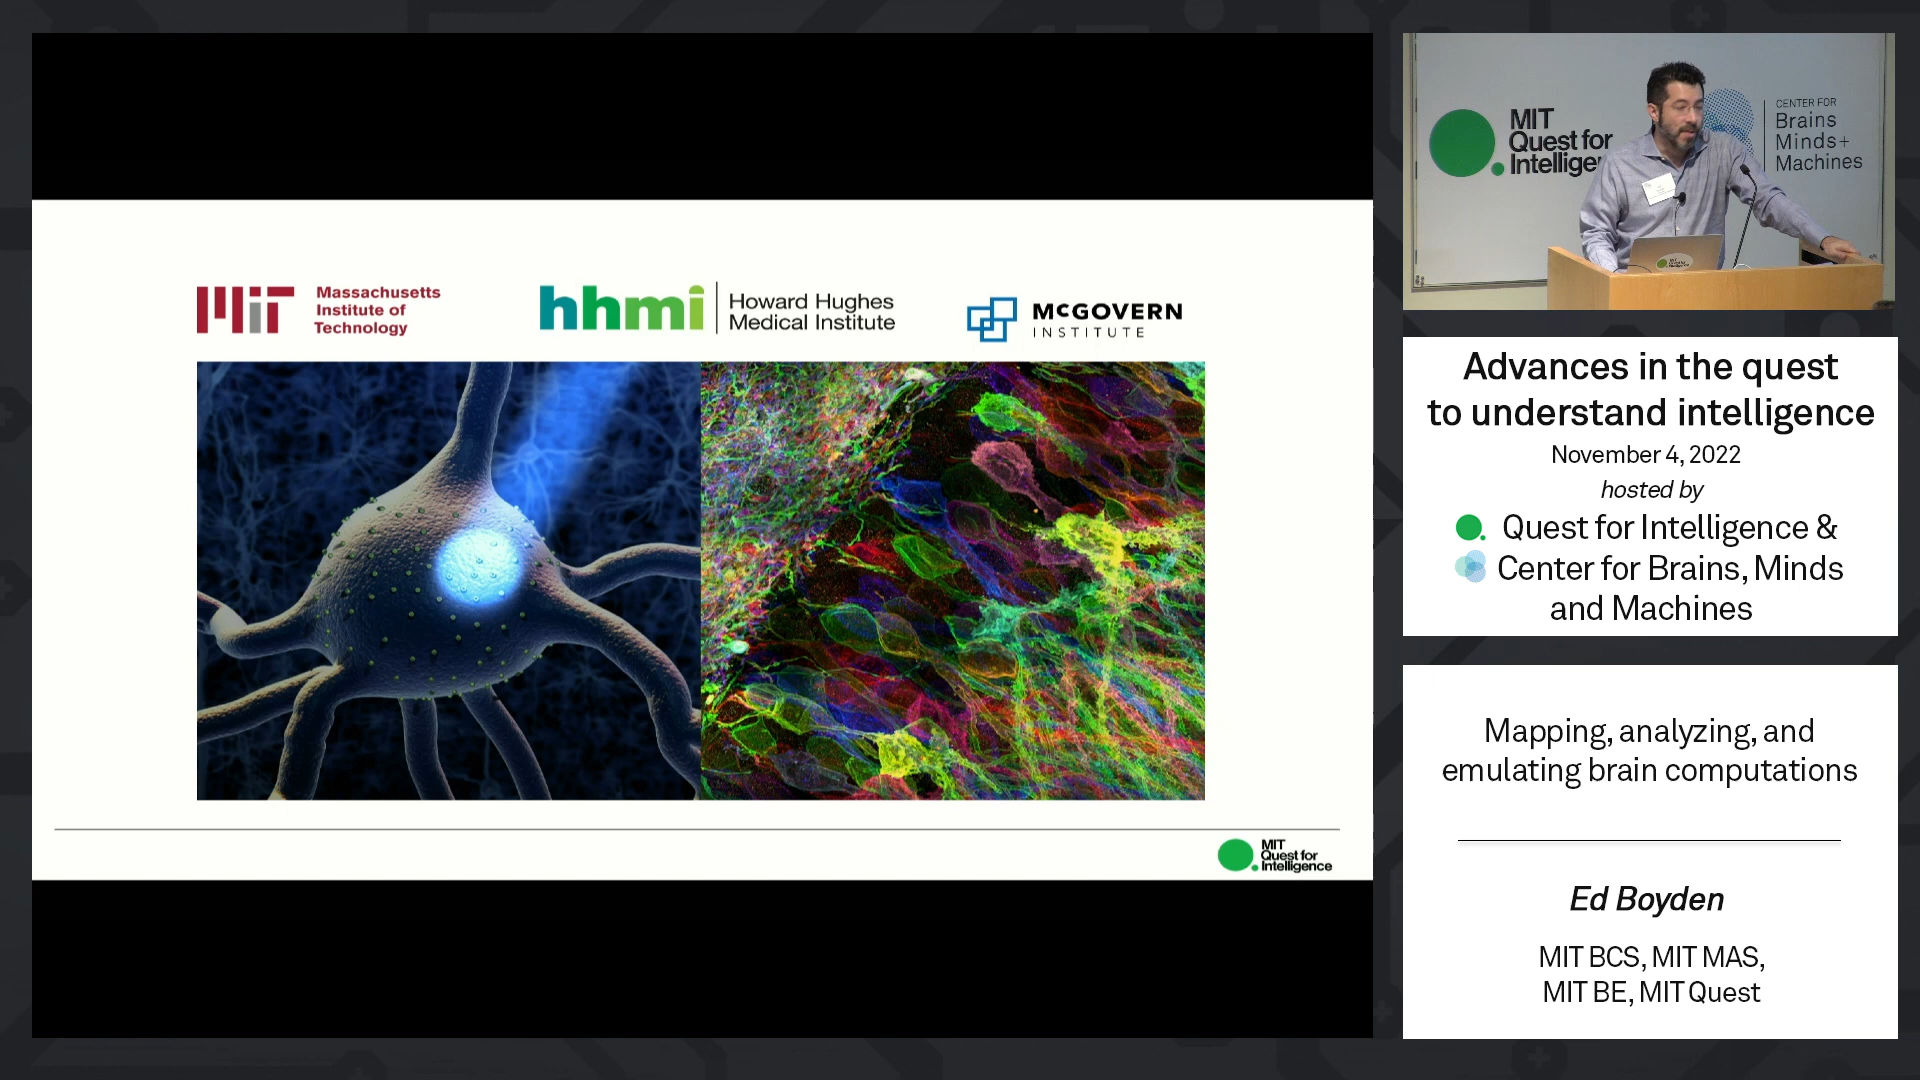 Massachusetts
Institute of
Technology
hhmi
Howard Hughes
Medical Institute
McGOVERN
INSTITUTE
MIT
Quest for
Intelligence
MIT
Quest for
CENTER FOR
Brains
Minds+
Machines
Advances in the quest
to understand intelligence
November 4, 2022
hosted by
Quest for Intelligence &
Center for Brains, Minds
and Machines
Mapping, analyzing, and
emulating brain computations
Ed Boyden
MIT BCS, MIT MAS,
MIT BE, MIT Quest